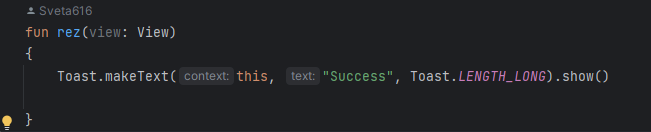 Sveta616
fun rez(view: View)
{
Toast.makeText( context: this, text: "Success", Toast.LENGTH_LONG).show()
}